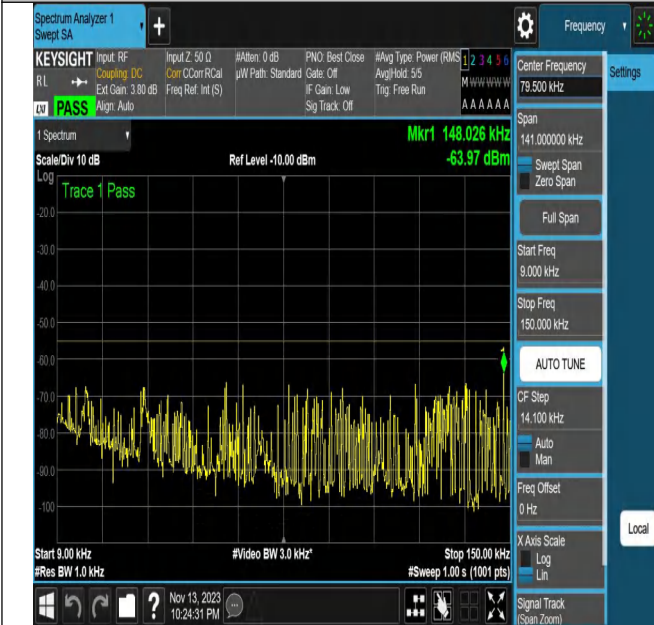 Spectrum Analyzer 1
Swept SA
+
Frequency
KEYSIGHT
RL
PASS
Input: RF
Coupling: DC
Ext Gain: 3.80 dB
Align: Auto
Input Z: 50 Ω
Corr CCorr RCal
Freq Ref: Int (S)
#Atten: 0 dB
µW Path: Standard
PNO: Best Close
Gate: Off
IF Gain: Low
Sig Track: Off
#Avg Type: Power (RMS
Avg|Hold: 5/5
Trig: Free Run
1 2 3 4 5 6
M W W W W W
A A A A A A
1 Spectrum
Scale/Div 10 dB
Ref Level -10.00 dBm
Mkr1 148.026 kHz
-63.97 dBm
Log
Trace 1 Pass
-20.0
-30.0
-40.0
-50.0
-60.0
-70.0
-80.0
-90.0
-100
Start 9.00 kHz
#Res BW 1.0 kHz
#Video BW 3.0 kHz*
Stop 150.00 kHz
#Sweep 1.00 s (1001 pts)
Nov 13, 2023
10:24:31 PM
?
Center Frequency
79.500 kHz
Settings
Span
141.000000 kHz
Swept Span
Zero Span
Full Span
Start Freq
9.000 kHz
Stop Freq
150.000 kHz
AUTO TUNE
CF Step
14.100 kHz
Auto
Man
Freq Offset
0 Hz
Local
X Axis Scale
Log
Lin
Signal Track
(Span Zoom)